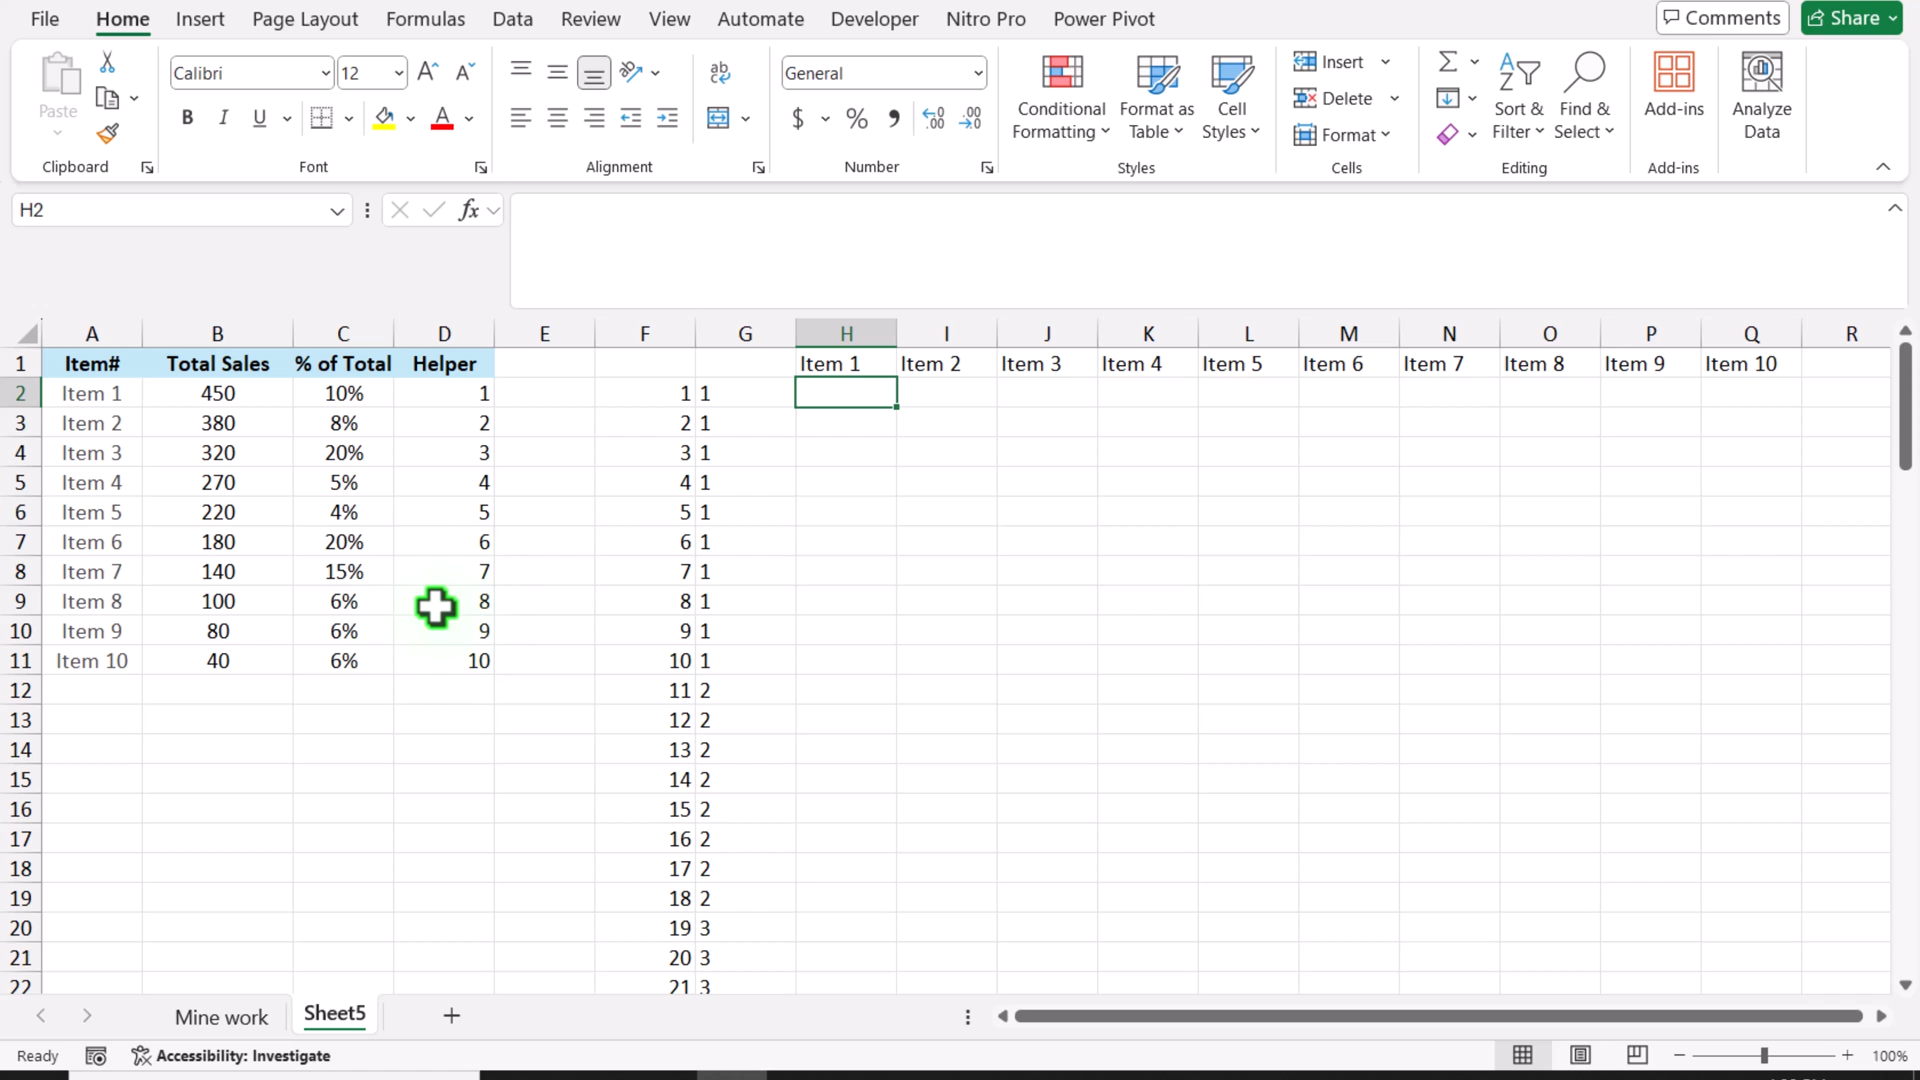 File Home Insert Page Layout Formulas Data Review View Automate Developer Nitro Pro Power Pivot Comments Share
Paste
Clipboard
Calibri 12
B I U A
Font
ab
Alignment
General
$ % 9 .00
Number
Conditional Formatting
Format as Table
Cell Styles
Styles
Insert
Delete
Format
Cells
Sort & Filter
Find & Select
Editing
Add-ins
Add-ins
Analyze Data
H2 fx
A B C D E F G H I J K L M N O P Q R
1 Item# Total Sales % of Total Helper Item 1 Item 2 Item 3 Item 4 Item 5 Item 6 Item 7 Item 8 Item 9 Item 10
2 Item 1 450 10% 1 1 1
3 Item 2 380 8% 2 2 1
4 Item 3 320 20% 3 3 1
5 Item 4 270 5% 4 4 1
6 Item 5 220 4% 5 5 1
7 Item 6 180 20% 6 6 1
8 Item 7 140 15% 7 7 1
9 Item 8 100 6% 8 8 1
10 Item 9 80 6% 9 9 1
11 Item 10 40 6% 10 10 1
12 11 2
13 12 2
14 13 2
15 14 2
16 15 2
17 16 2
18 17 2
19 18 2
20 19 3
21 20 3
22 21 3
Mine work Sheet5
Ready Accessibility: Investigate 100%